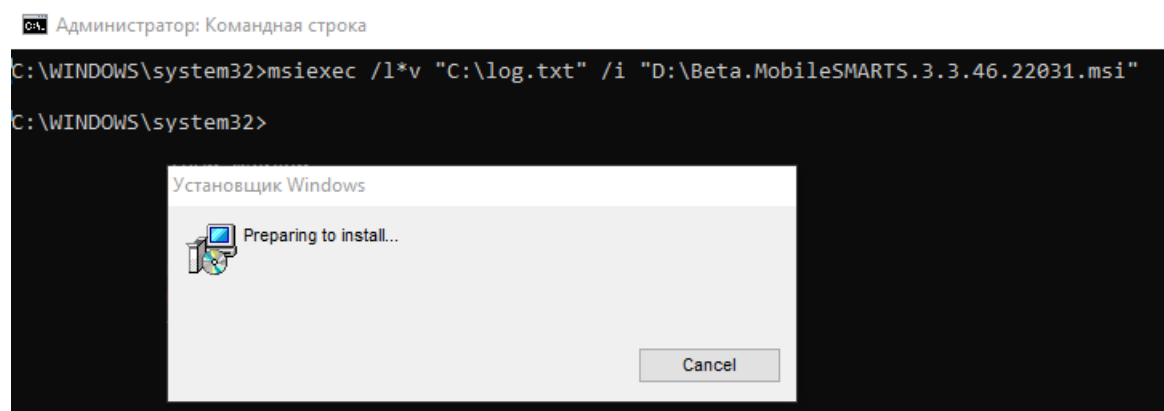 Администратор: Командная строка
C:\WINDOWS\system32>msiexec /l*v "C:\log.txt" /i "D:\Beta.MobileSMARTS.3.3.46.22031.msi"
C:\WINDOWS\system32>
Установщик Windows
Preparing to install...
Cancel